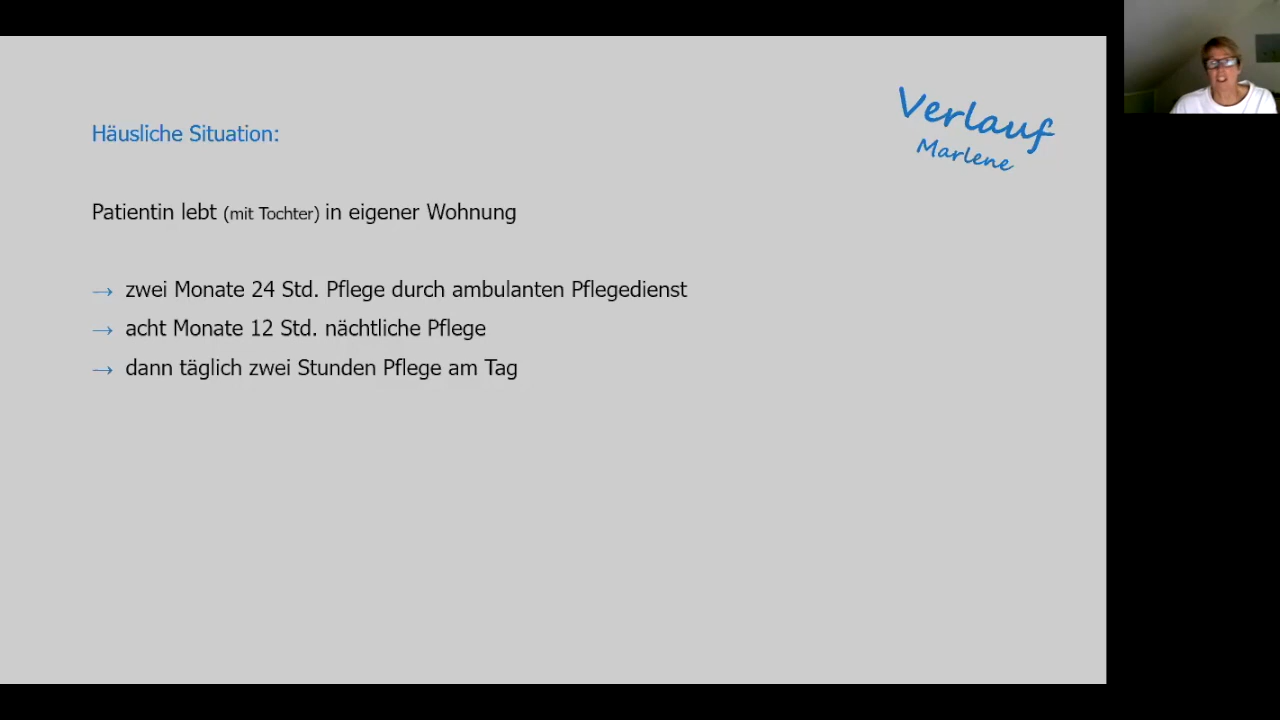 Verlauf
Marlene
Häusliche Situation:
Patientin lebt (mit Tochter) in eigener Wohnung
→ zwei Monate 24 Std. Pflege durch ambulanten Pflegedienst
→ acht Monate 12 Std. nächtliche Pflege
→ dann täglich zwei Stunden Pflege am Tag